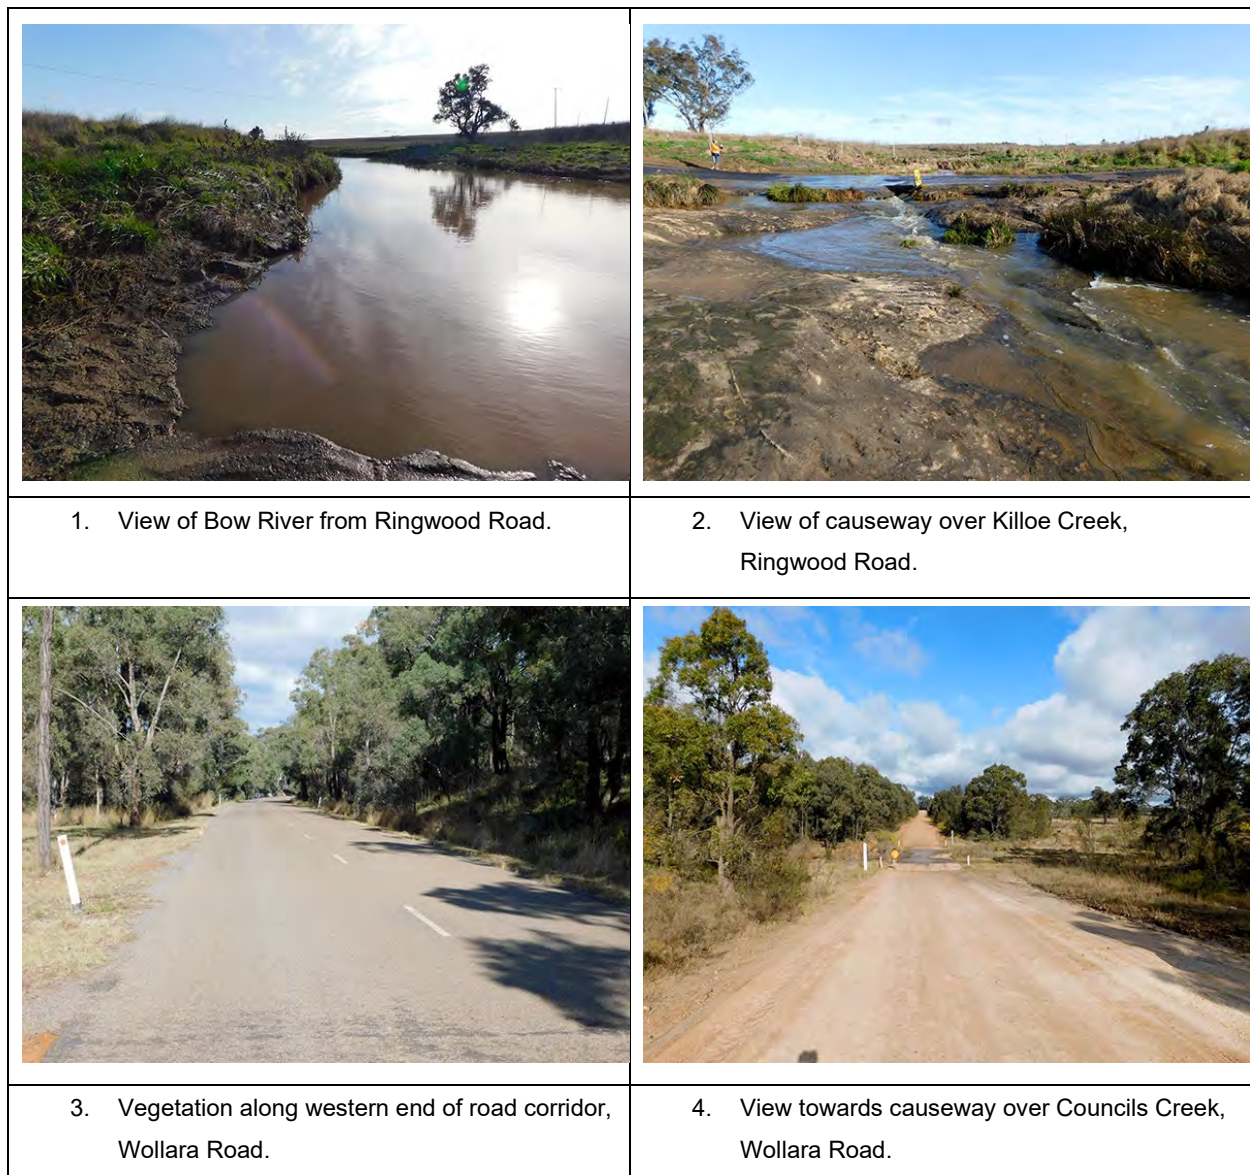 1. View of Bow River from Ringwood Road.
2. View of causeway over Killoe Creek,
Ringwood Road.
3. Vegetation along western end of road corridor,
Wollara Road.
4. View towards causeway over Councils Creek,
Wollara Road.